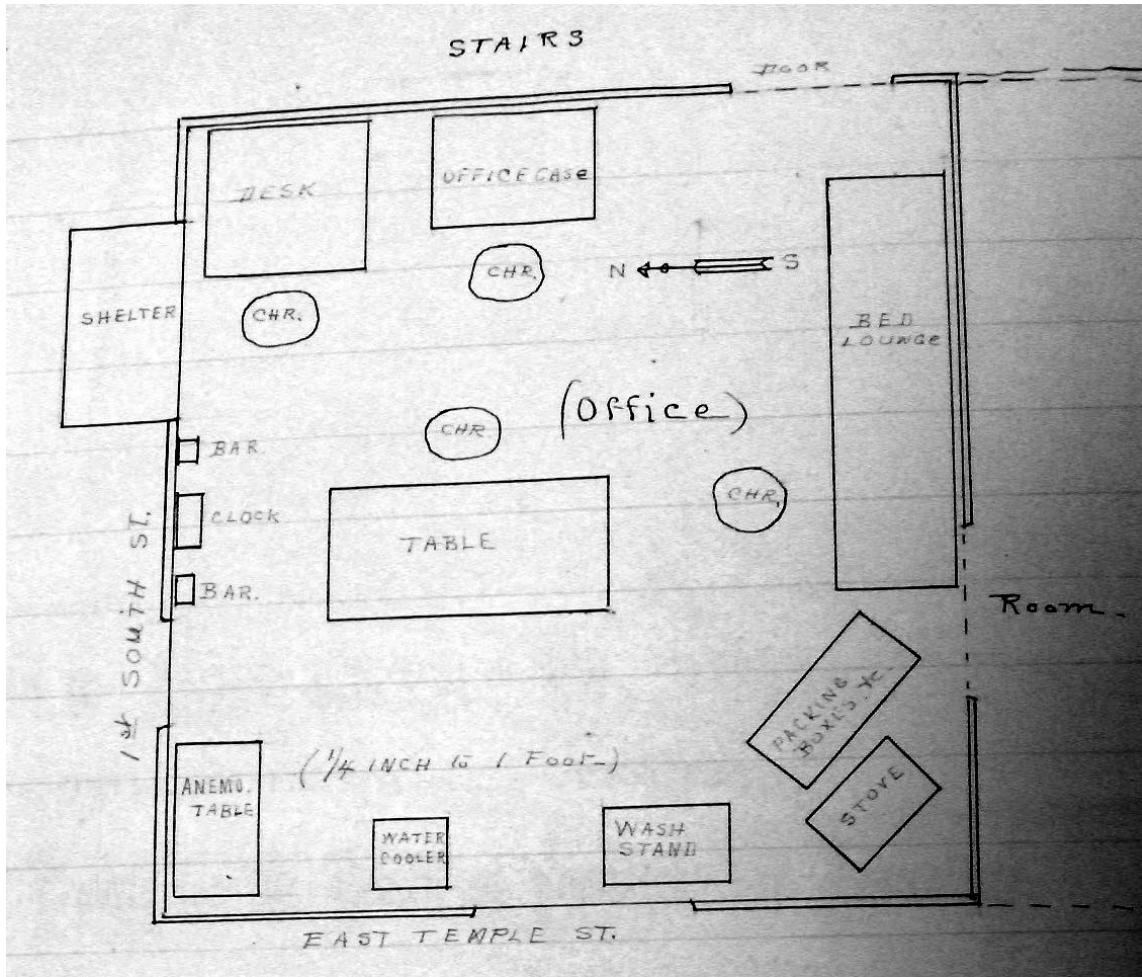 STAIRS
DOOR
DESK
OFFICE CASE
CHR.
N S
SHELTER
CHR.
BED
LOUNGE
(Office)
CHR.
BAR.
CHR.
CLOCK
TABLE
BAR.
1st SOUTH ST.
Room.
PACKING
BOXES. &c.
(1/4 INCH to 1 Foot)
ANEMO.
TABLE
STOVE
WATER
COOLER
WASH
STAND
EAST TEMPLE ST.